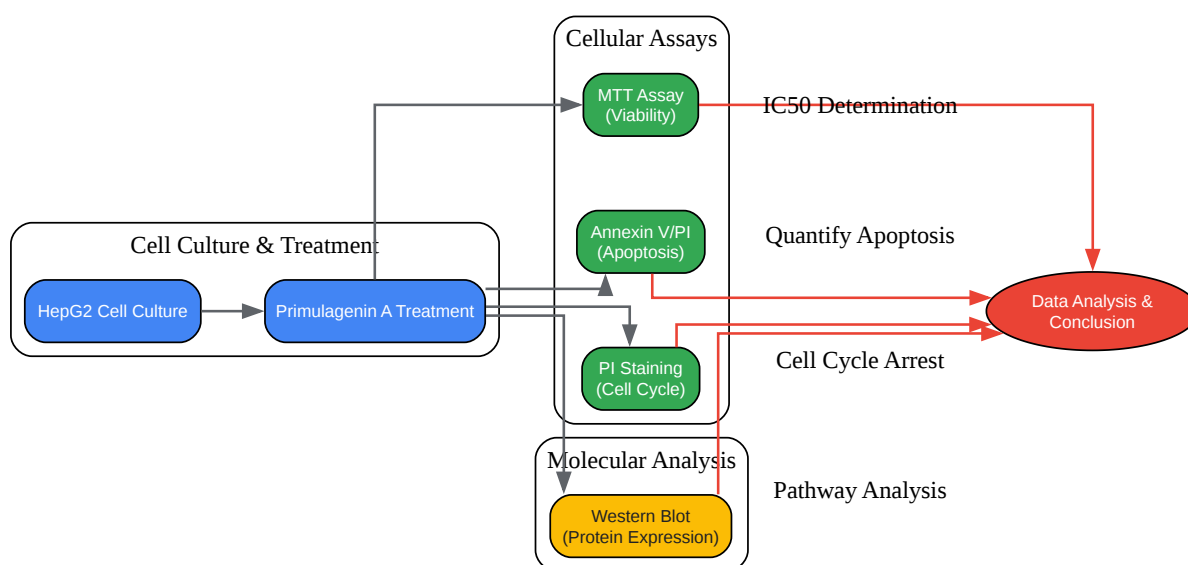 Cellular Assays
MTT Assay
(Viability)
IC50 Determination
Annexin V/PI
(Apoptosis)
Quantify Apoptosis
Cell Culture & Treatment
HepG2 Cell Culture
Primulagenin A Treatment
Data Analysis &
Conclusion
PI Staining
(Cell Cycle)
Cell Cycle Arrest
Molecular Analysis
Western Blot
(Protein Expression)
Pathway Analysis